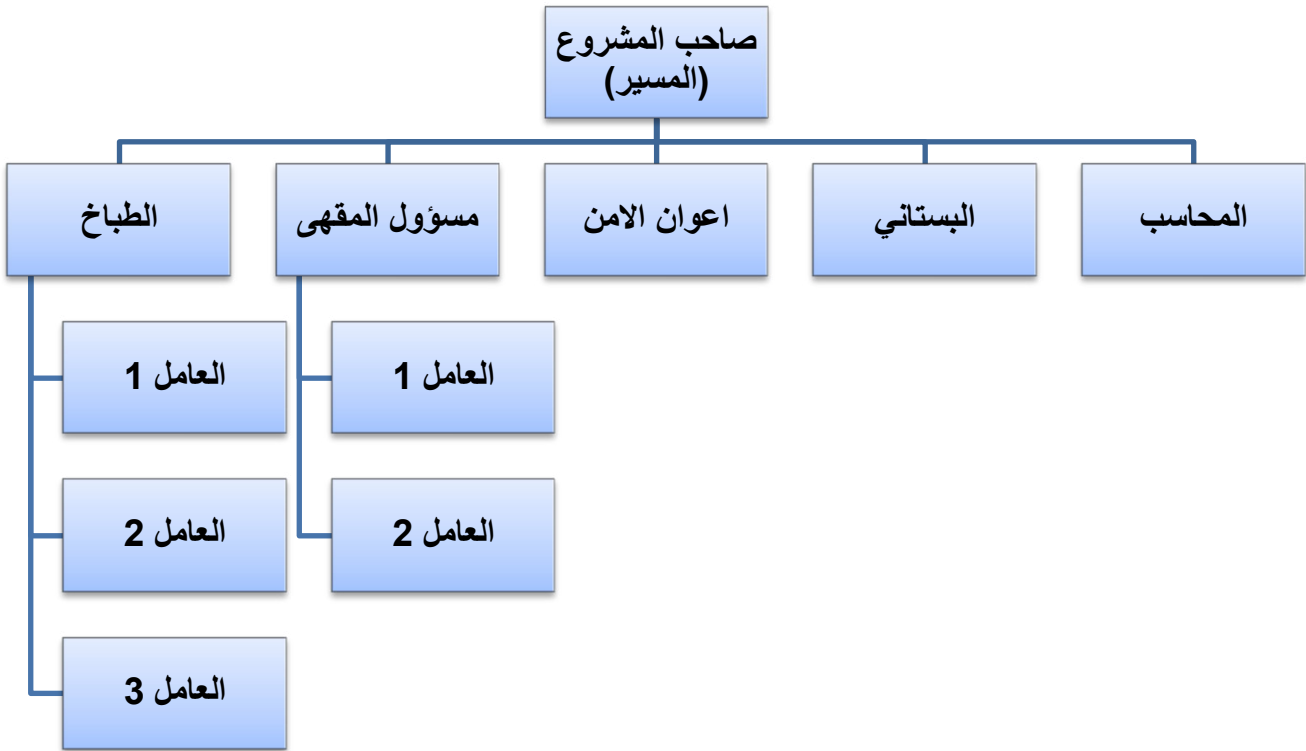 صاحب المشروع
(المسير)
المحاسب
البستاني
اعوان الامن
مسؤول المقهى
الطباخ
العامل 1
العامل 1
العامل 2
العامل 2
العامل 3